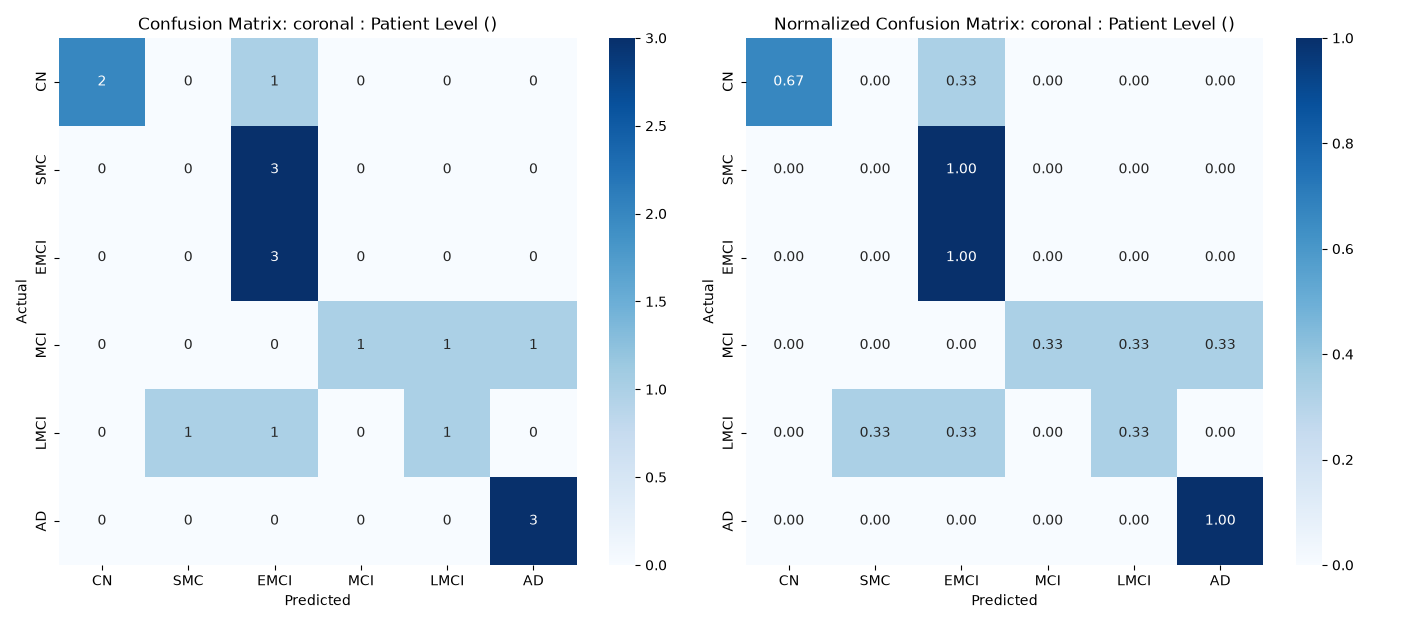 Confusion Matrix: coronal : Patient Level ()
CN 2 0 1 0 0 0
SMC 0 0 3 0 0 0
EMCI 0 0 3 0 0 0
MCI 0 0 0 1 1 1
LMCI 0 1 1 0 1 0
AD 0 0 0 0 0 3
CN SMC EMCI MCI LMCI AD
Predicted
Actual
3.0
2.5
2.0
1.5
1.0
0.5
0.0
Normalized Confusion Matrix: coronal : Patient Level ()
CN 0.67 0.00 0.33 0.00 0.00 0.00
SMC 0.00 0.00 1.00 0.00 0.00 0.00
EMCI 0.00 0.00 1.00 0.00 0.00 0.00
MCI 0.00 0.00 0.00 0.33 0.33 0.33
LMCI 0.00 0.33 0.33 0.00 0.33 0.00
AD 0.00 0.00 0.00 0.00 0.00 1.00
CN SMC EMCI MCI LMCI AD
Predicted
Actual
1.0
0.8
0.6
0.4
0.2
0.0